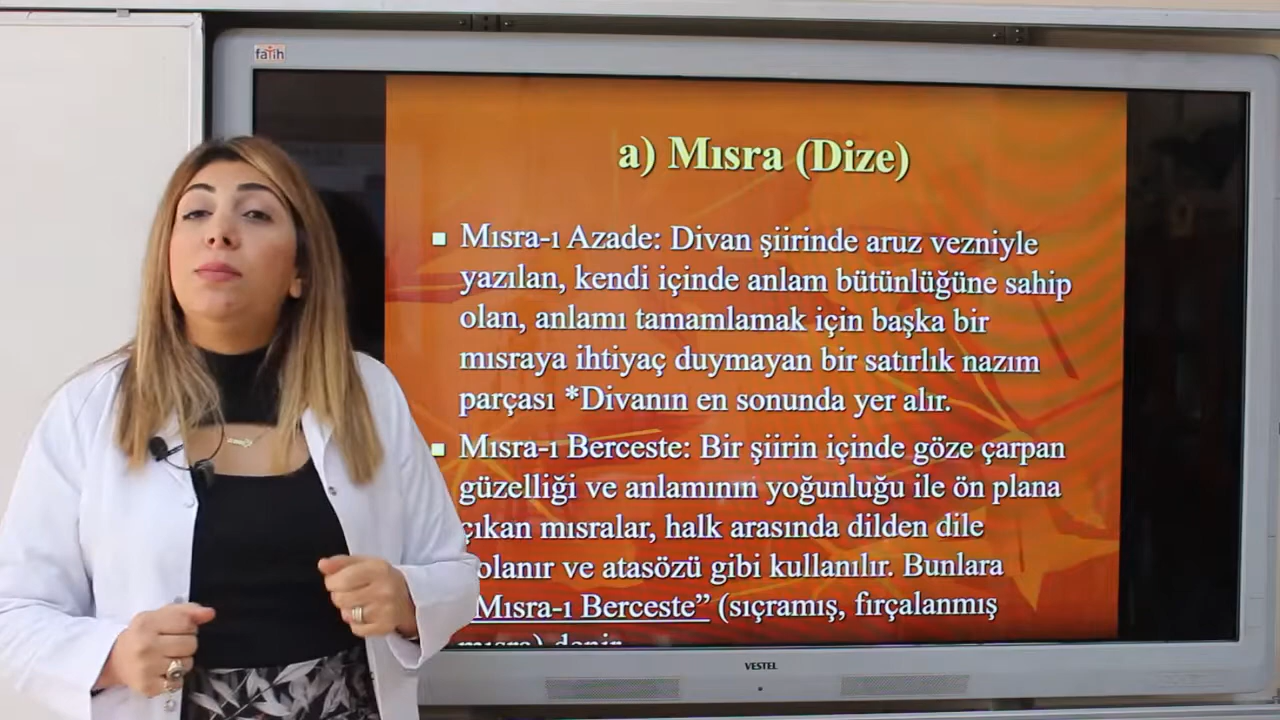 fatih
a) Mısra (Dize)
Mısra-ı Azade: Divan şiirinde aruz vezniyle
yazılan, kendi içinde anlam bütünlüğüne sahip
olan, anlamı tamamlamak için başka bir
mısraya ihtiyaç duymayan bir satırlık nazım
parçası *Divanın en sonunda yer alır.
Mısra-ı Berceste: Bir şiirin içinde göze çarpan
güzelliği ve anlamının yoğunluğu ile ön plana
çıkan mısralar, halk arasında dilden dile
olanır ve atasözü gibi kullanılır. Bunlara
Mısra-ı Berceste” (sıçramış, fırçalanmış
mısra) denir
VESTEL